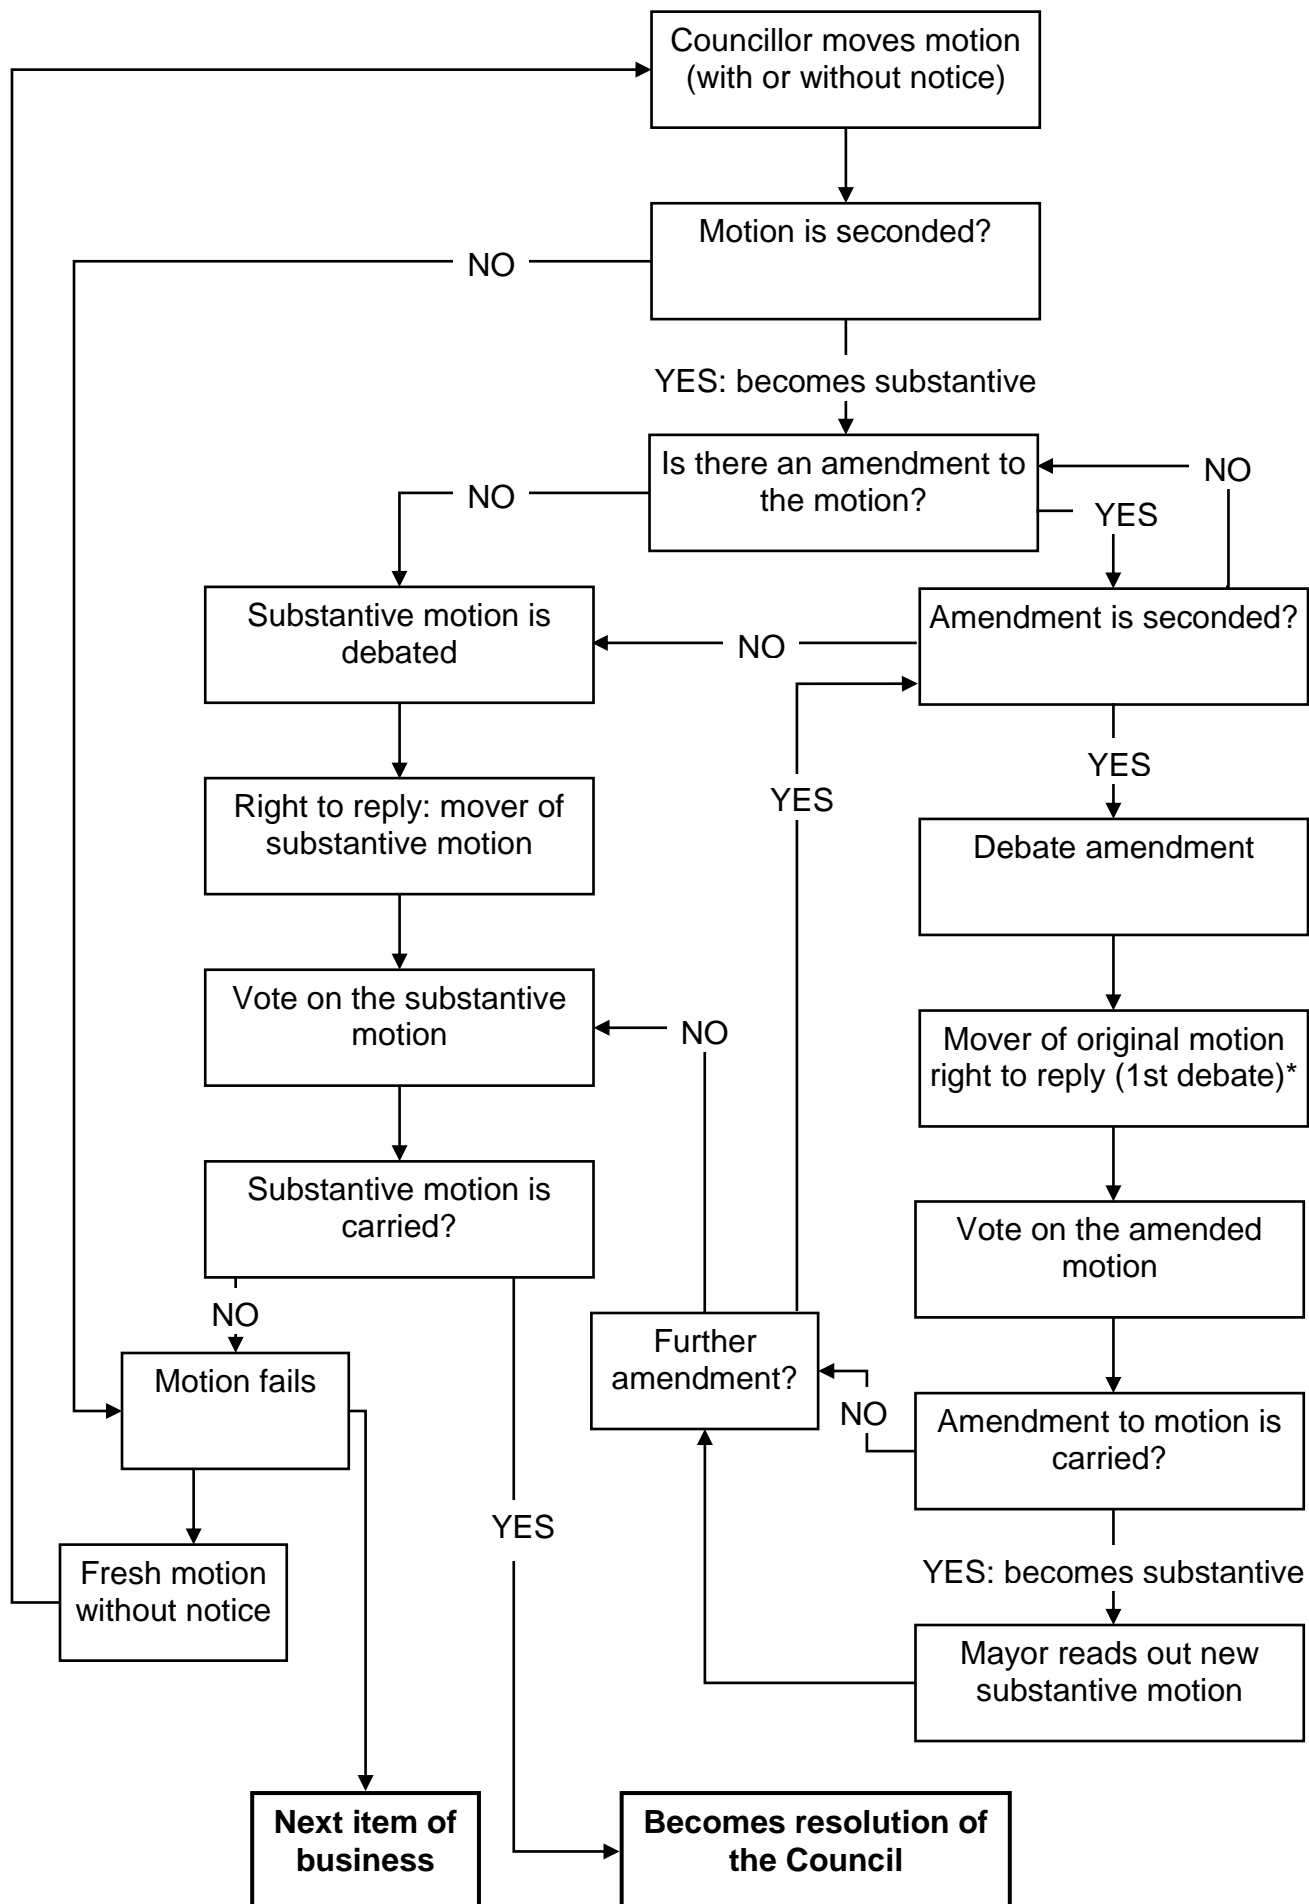 Councillor moves motion
(with or without notice)
Motion is seconded?
NO
YES: becomes substantive
Is there an amendment to
the motion?
NO
NO
YES
Substantive motion is
debated
Amendment is seconded?
NO
YES
Right to reply: mover of
substantive motion
YES
Debate amendment
Vote on the substantive
motion
NO
Mover of original motion
right to reply (1st debate)*
Substantive motion is
carried?
Vote on the amended
motion
NO
Further
amendment?
Motion fails
NO
Amendment to motion is
carried?
YES
Fresh motion
without notice
YES: becomes substantive
Mayor reads out new
substantive motion
Next item of
business
Becomes resolution of
the Council